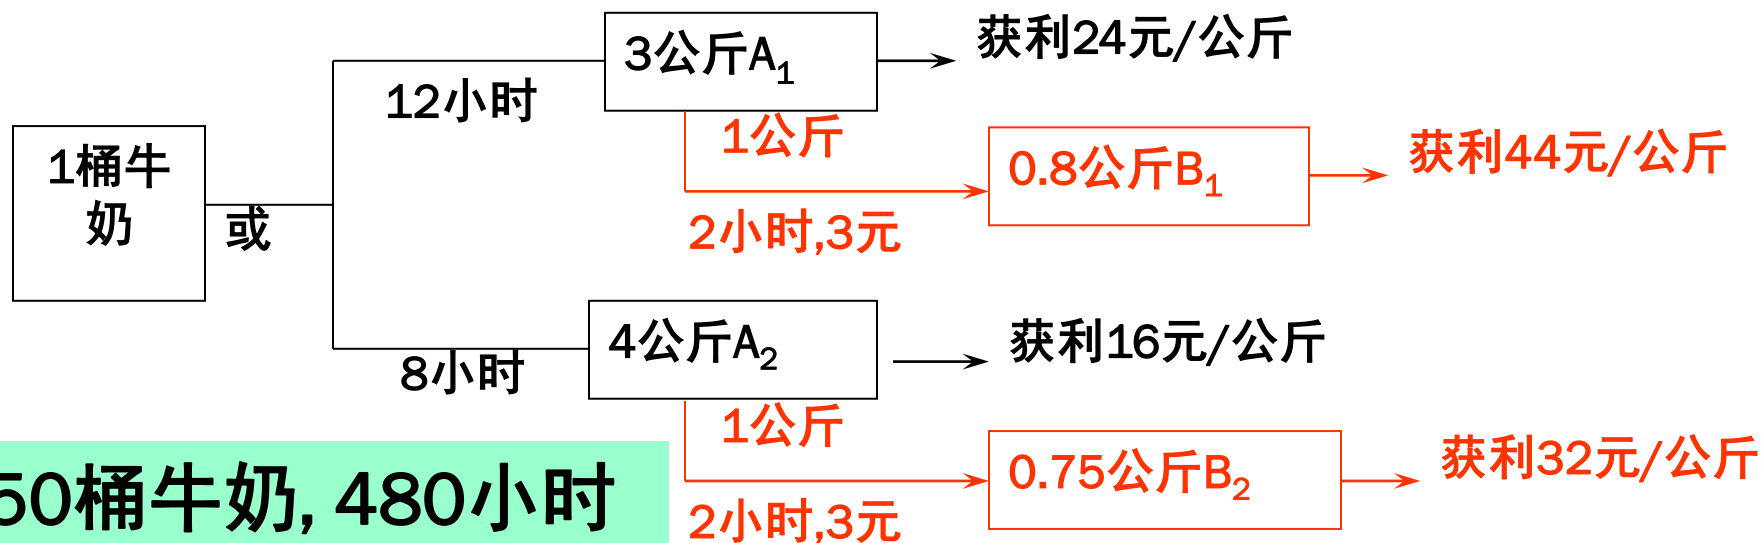 3公斤A₁
获利24元/公斤
12小时
1公斤
1桶牛
奶
0.8公斤B₁
获利44元/公斤
或
2小时,3元
4公斤A₂
获利16元/公斤
8小时
1公斤
0.75公斤B₂
获利32元/公斤
50桶牛奶, 480小时
2小时,3元